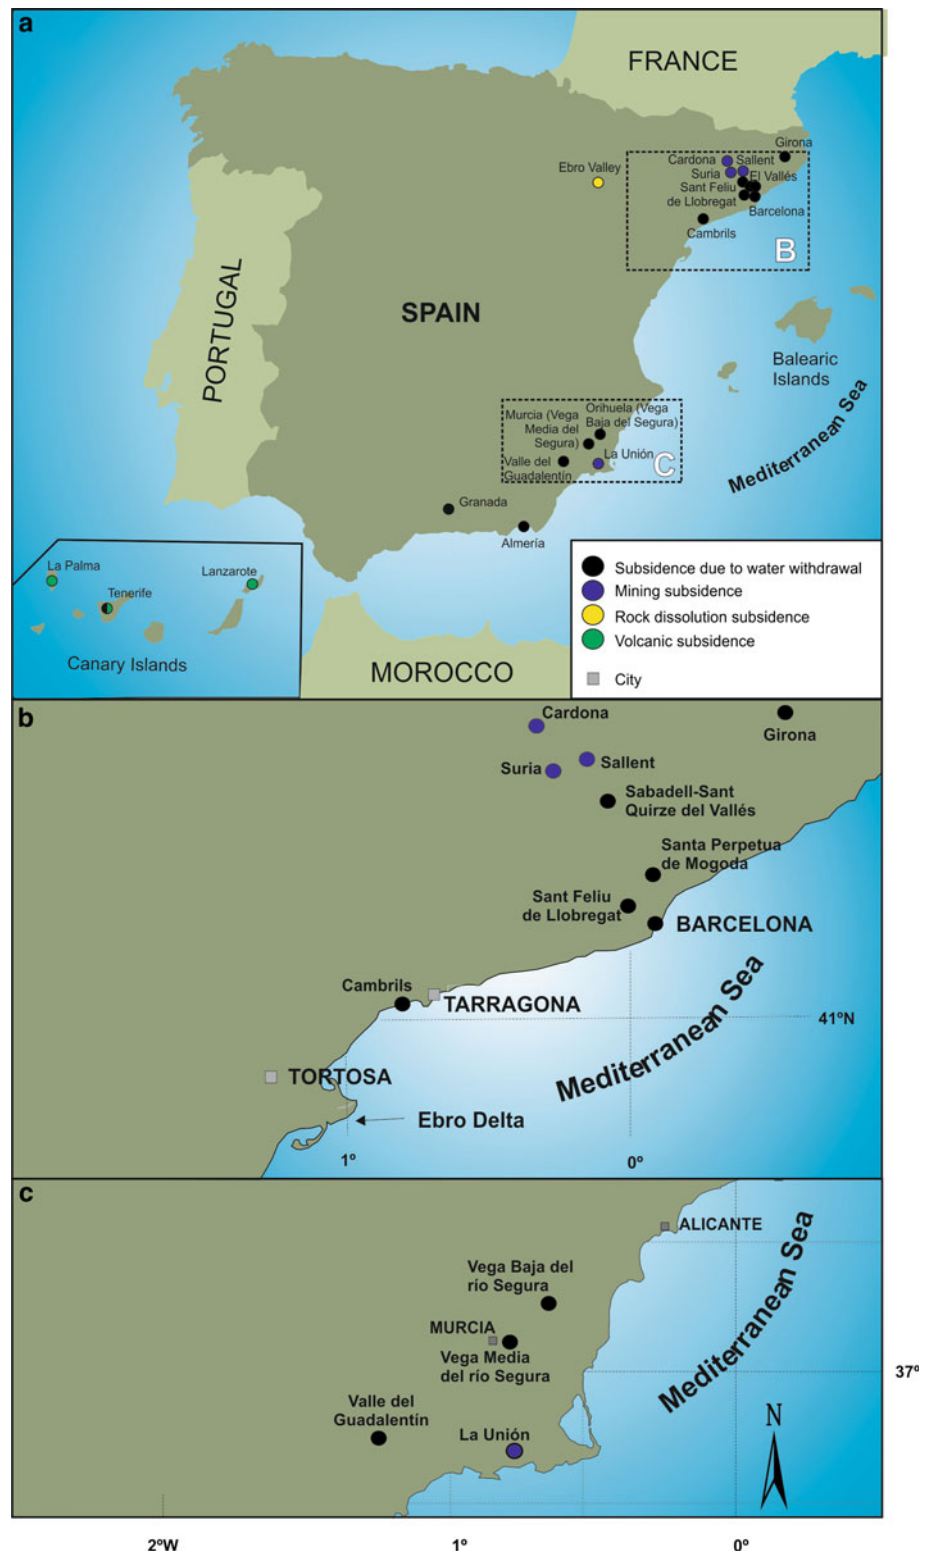 a
FRANCE
Girona
Cardona
Sallent
Ebro Valley
Suria
El Vallés
Sant Feliu
de Llobregat
Barcelona
Cambrils
B
PORTUGAL
SPAIN
Balearic
Islands
Mediterranean Sea
Murcia (Vega
Media del
Segura)
Orihuela (Vega
Baja del Segura)
La Unión
C
Valle del
Guadalentín
Granada
Almería
La Palma
Lanzarote
Tenerife
Canary Islands
MOROCCO
Subsidence due to water withdrawal
Mining subsidence
Rock dissolution subsidence
Volcanic subsidence
City
b
Cardona
Girona
Suria
Sallent
Sabadell-Sant
Quirze del Vallés
Santa Perpetua
de Mogoda
Sant Feliu
de Llobregat
BARCELONA
Cambrils
TARRAGONA
41ºN
Mediterranean Sea
TORTOSA
Ebro Delta
1º
0º
c
ALICANTE
Mediterranean Sea
Vega Baja del
río Segura
MURCIA
Vega Media
del río Segura
37º
Valle del
Guadalentín
La Unión
N
2ºW
1º
0º